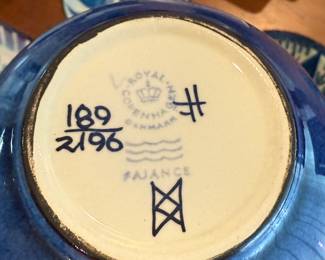 ROYAL
COPENHAGEN
DENMARK
189
2196
FAJANCE